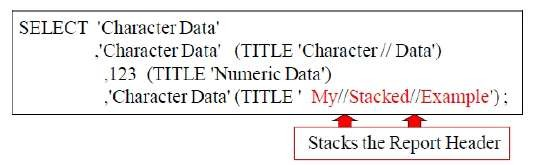 SELECT 'Character Data'
,'Character Data' (TITLE 'Character // Data')
,123 (TITLE 'Numeric Data')
,'Character Data' (TITLE ' My//Stacked//Example') ;
Stacks the Report Header